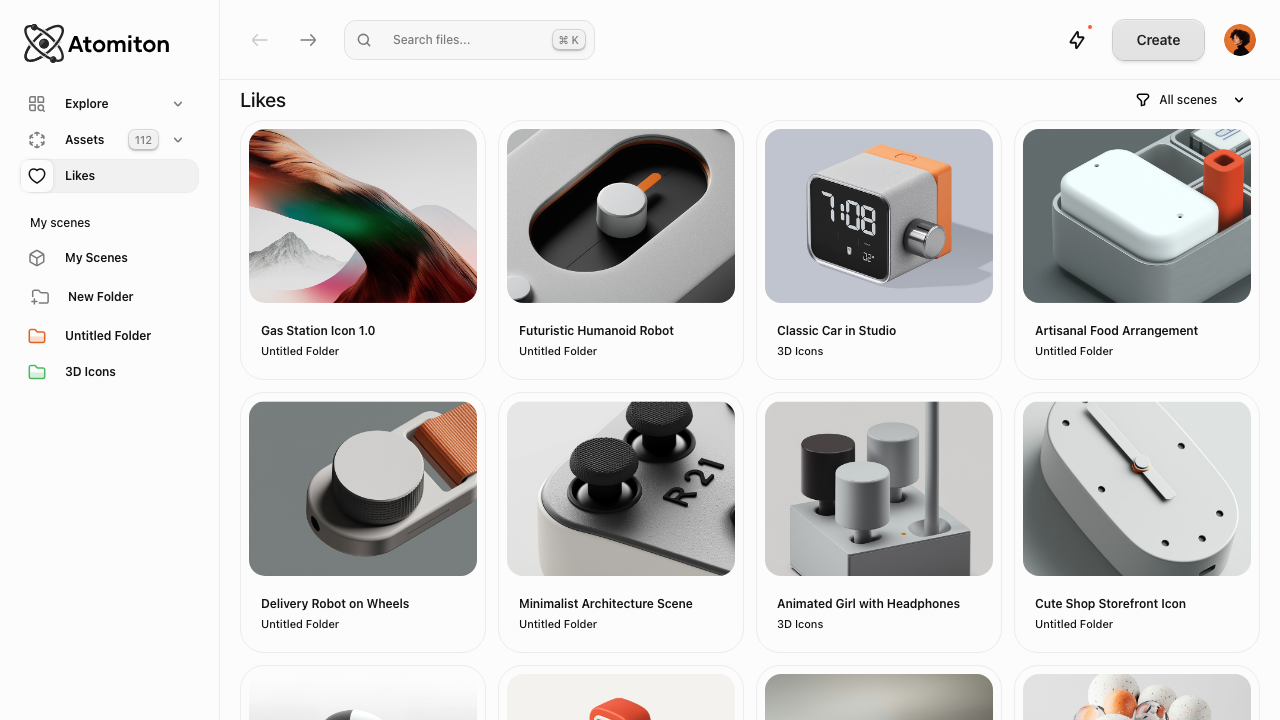 Atomiton
Search files...
⌘ K
Create
Explore
Assets
112
Likes
My scenes
My Scenes
New Folder
Untitled Folder
3D Icons
Likes
All scenes
7:08
02°
Gas Station Icon 1.0
Untitled Folder
Futuristic Humanoid Robot
Untitled Folder
Classic Car in Studio
3D Icons
Artisanal Food Arrangement
Untitled Folder
R21
Delivery Robot on Wheels
Untitled Folder
Minimalist Architecture Scene
Untitled Folder
Animated Girl with Headphones
3D Icons
Cute Shop Storefront Icon
Untitled Folder